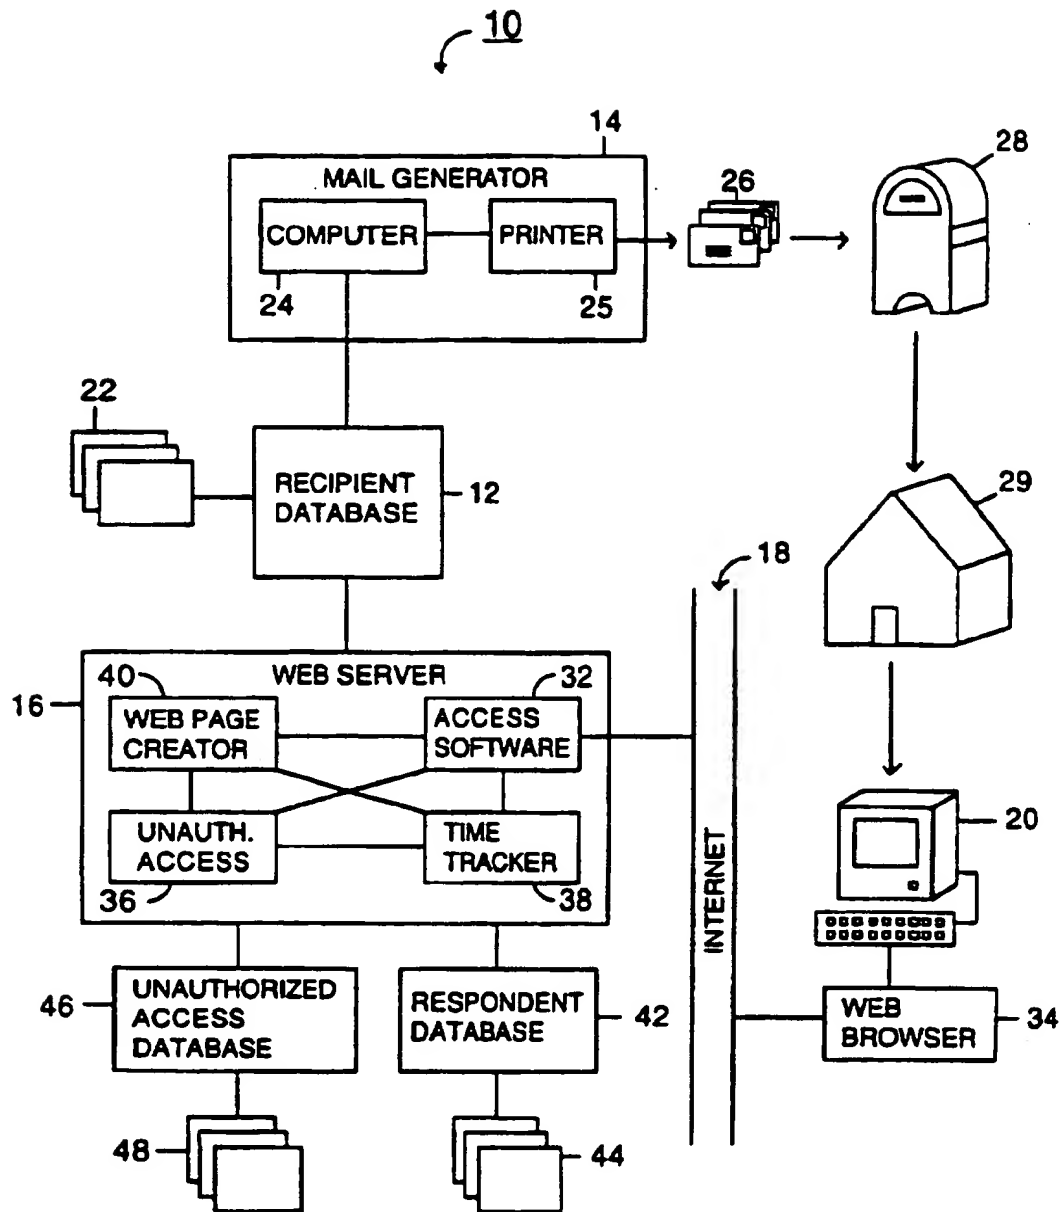 10
14
MAIL GENERATOR
COMPUTER
PRINTER
24
25
26
28
22
RECIPIENT
DATABASE
12
29
18
WEB SERVER
16
40
32
WEB PAGE
CREATOR
ACCESS
SOFTWARE
UNAUTH.
ACCESS
TIME
TRACKER
36
38
INTERNET
20
46
UNAUTHORIZED
ACCESS
DATABASE
RESPONDENT
DATABASE
42
WEB
BROWSER
34
48
44